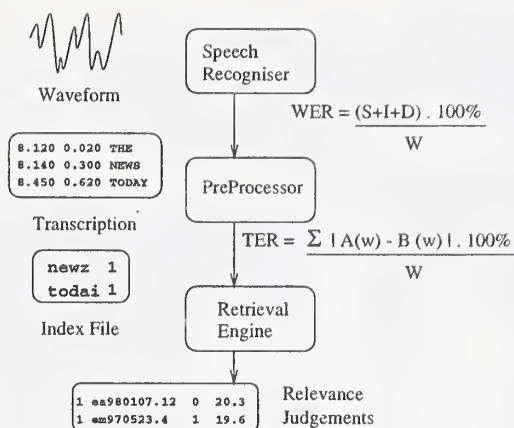 Speech
Recogniser
Waveform
WER = (S+I+D) . 100%
W
8.120 0.020 THE
8.140 0.300 NEWS
8.450 0.620 TODAY
PreProcessor
Transcription
TER = Σ | A(w) - B (w) | . 100%
W
newz 1
todai 1
Index File
Retrieval
Engine
1 ea980107.12 0 20.3
1 em970523.4 1 19.6
Relevance
Judgements